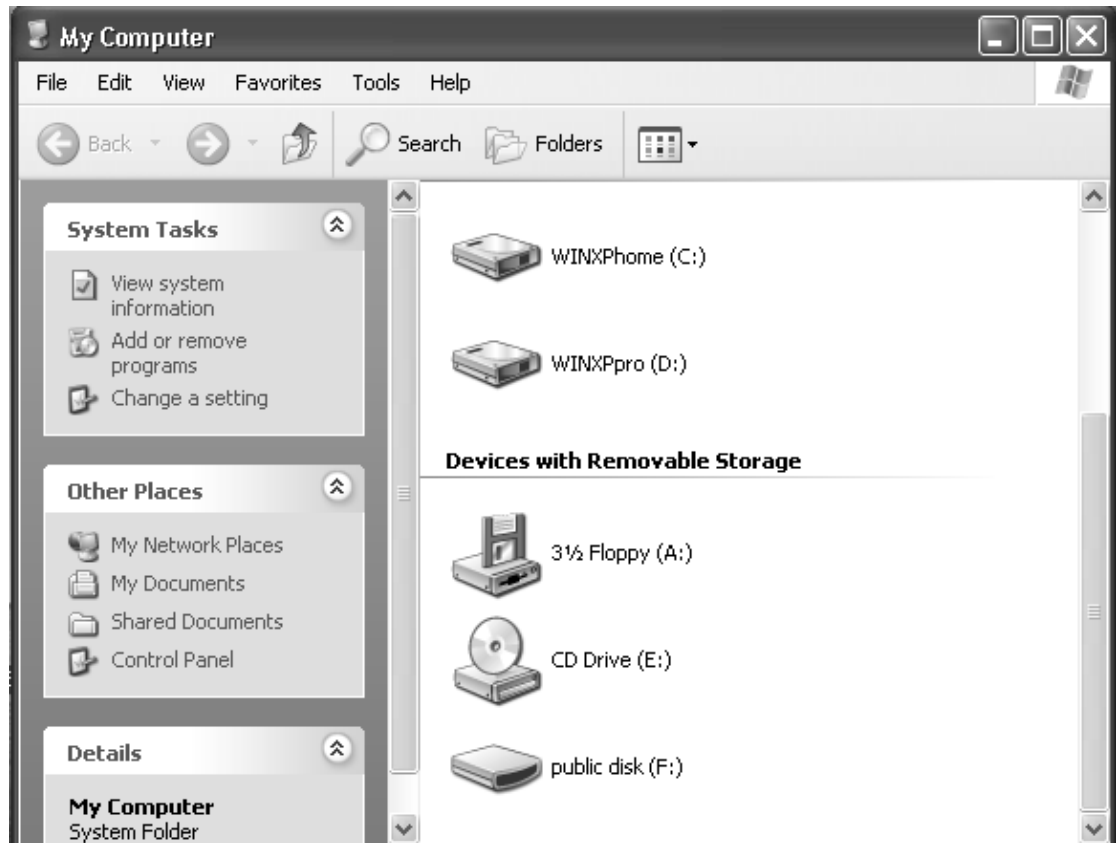 My Computer
File Edit View Favorites Tools Help
Back Search Folders
System Tasks
View system
information
Add or remove
programs
Change a setting
Other Places
My Network Places
My Documents
Shared Documents
Control Panel
Details
My Computer
System Folder
WINXPhome (C:)
WINXPpro (D:)
Devices with Removable Storage
3½ Floppy (A:)
CD Drive (E:)
public disk (F:)